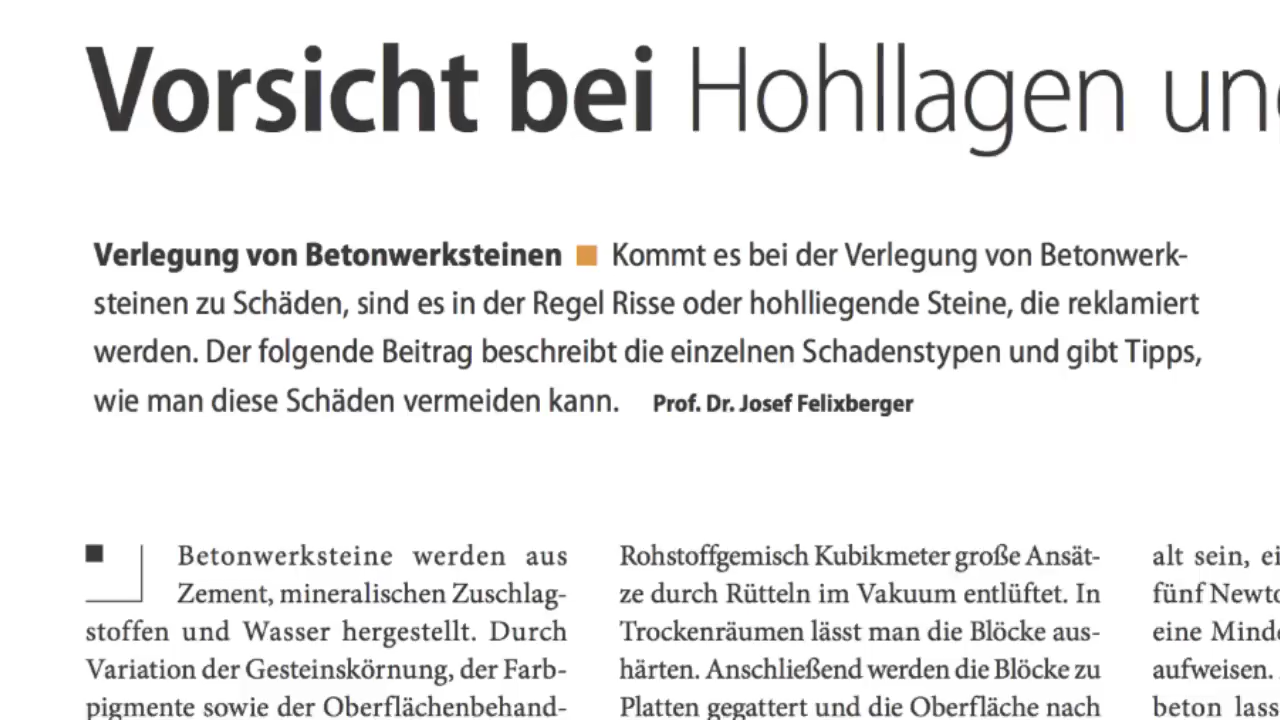 Vorsicht bei Hohllagen
Verlegung von Betonwerksteinen ■ Kommt es bei der Verlegung von Betonwerk-
steinen zu Schäden, sind es in der Regel Risse oder hohlliegende Steine, die reklamiert
werden. Der folgende Beitrag beschreibt die einzelnen Schadenstypen und gibt Tipps,
wie man diese Schäden vermeiden kann. Prof. Dr. Josef Felixberger
Betonwerksteine werden aus
Zement, mineralischen Zuschlag-
stoffen und Wasser hergestellt. Durch
Variation der Gesteinskörnung, der Farb-
pigmente sowie der Oberflächenbehand-
Rohstoffgemisch Kubikmeter große Ansät-
ze durch Rütteln im Vakuum entlüftet. In
Trockenräumen lässt man die Blöcke aus-
härten. Anschließend werden die Blöcke zu
Platten gegattert und die Oberfläche nach
alt sein,
fünf
eine
aufweisen.
beton